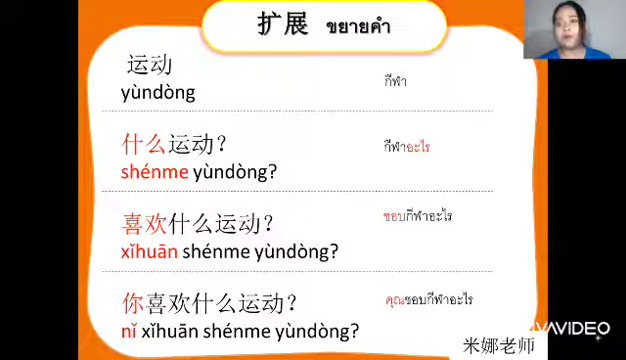 扩展 ขยายคำ
运动 กีฬา
yùndòng
什么运动? กีฬาอะไร
shénme yùndòng?
喜欢什么运动? ชอบกีฬาอะไร
xǐhuān shénme yùndòng?
你喜欢什么运动? คุณชอบกีฬาอะไร
nǐ xǐhuān shénme yùndòng?
VAVIDEO
米娜老师